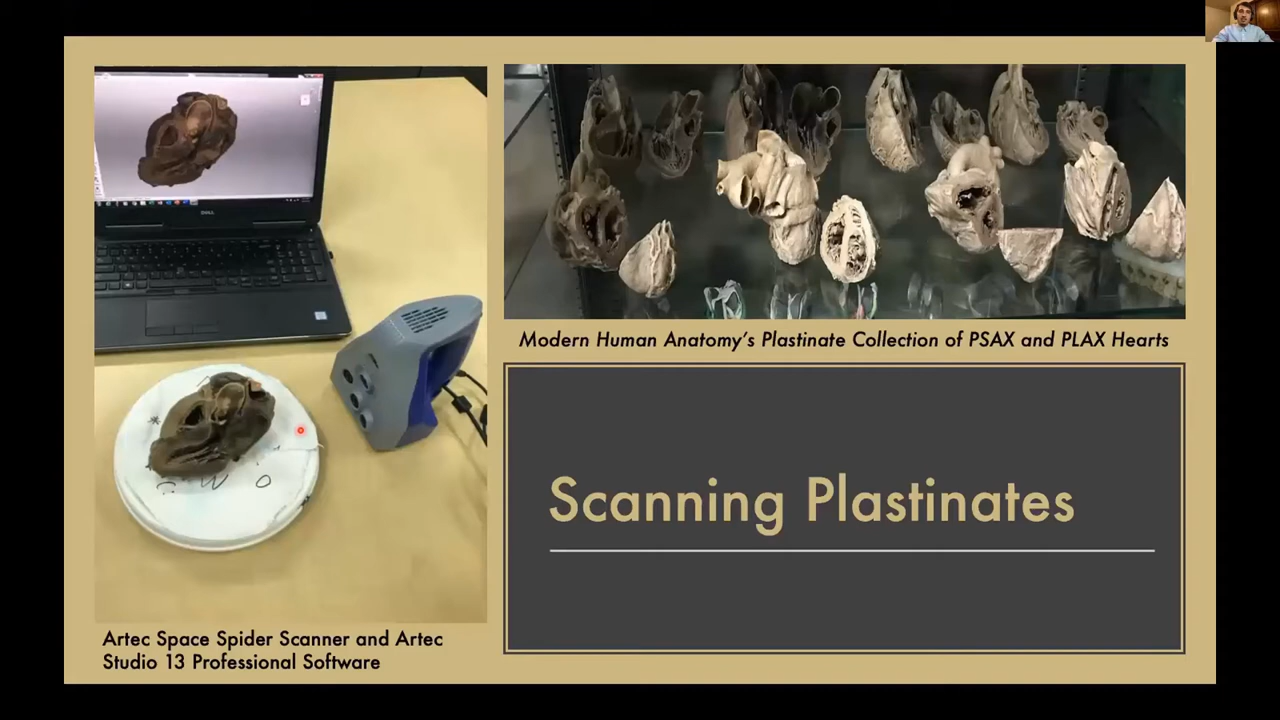 DELL
C W O
Artec Space Spider Scanner and Artec
Studio 13 Professional Software
Modern Human Anatomy's Plastinate Collection of PSAX and PLAX Hearts
Scanning Plastinates